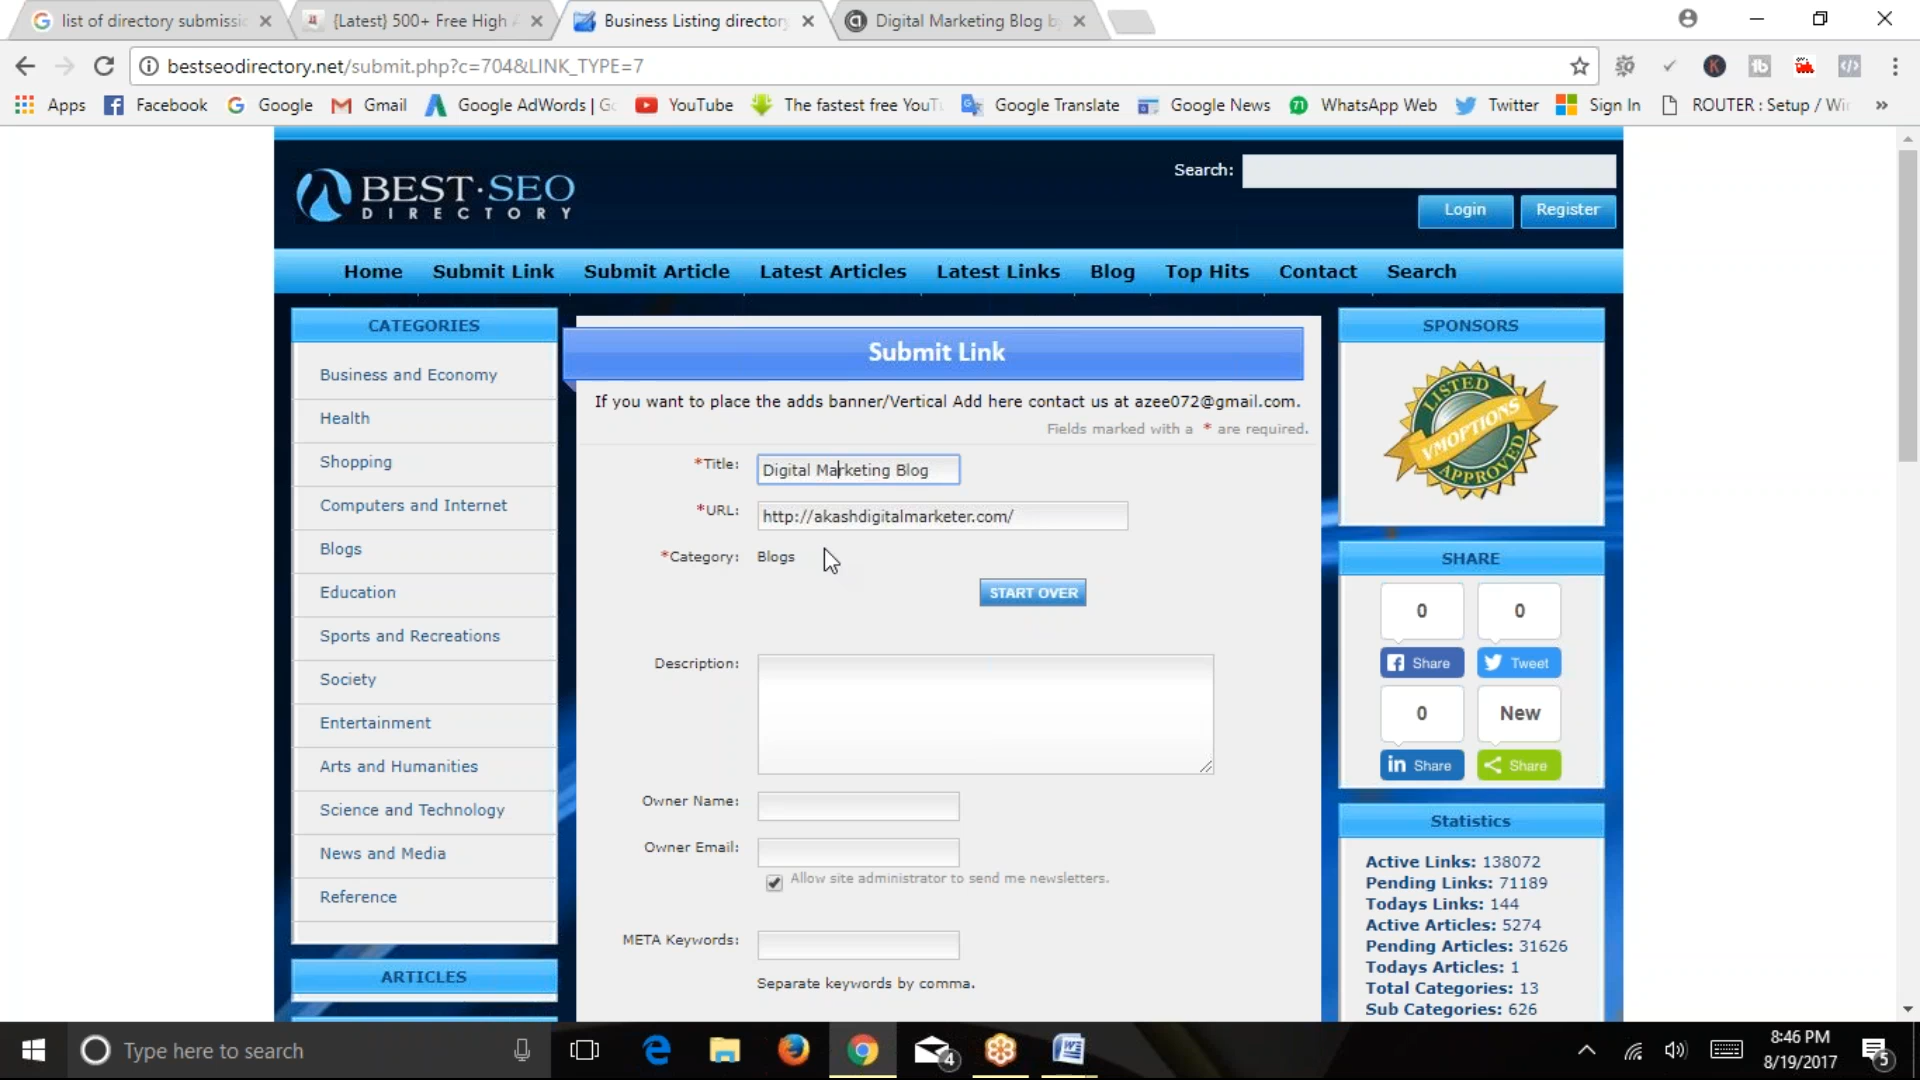 list of directory submissic
{Latest} 500+ Free High A
Business Listing directory
Digital Marketing Blog by
bestseodirectory.net/submit.php?c=704&LINK_TYPE=7
Apps
Facebook
Google
Gmail
Google AdWords | Go
YouTube
The fastest free YouTu
Google Translate
Google News
WhatsApp Web
Twitter
Sign In
ROUTER : Setup / Wir
BEST·SEO
DIRECTORY
Search:
Login
Register
Home
Submit Link
Submit Article
Latest Articles
Latest Links
Blog
Top Hits
Contact
Search
CATEGORIES
Business and Economy
Health
Shopping
Computers and Internet
Blogs
Education
Sports and Recreations
Society
Entertainment
Arts and Humanities
Science and Technology
News and Media
Reference
ARTICLES
Submit Link
If you want to place the adds banner/Vertical Add here contact us at azee072@gmail.com.
Fields marked with a * are required.
*Title:
Digital Marketing Blog
*URL:
http://akashdigitalmarketer.com/
*Category:
Blogs
START OVER
Description:
Owner Name:
Owner Email:
Allow site administrator to send me newsletters.
META Keywords:
Separate keywords by comma.
SPONSORS
LISTED
VMOPTIONS
APPROVED
SHARE
0
0
Share
Tweet
0
New
Share
Share
Statistics
Active Links: 138072
Pending Links: 71189
Todays Links: 144
Active Articles: 5274
Pending Articles: 31626
Todays Articles: 1
Total Categories: 13
Sub Categories: 626
Type here to search
4
8:46 PM
8/19/2017
5